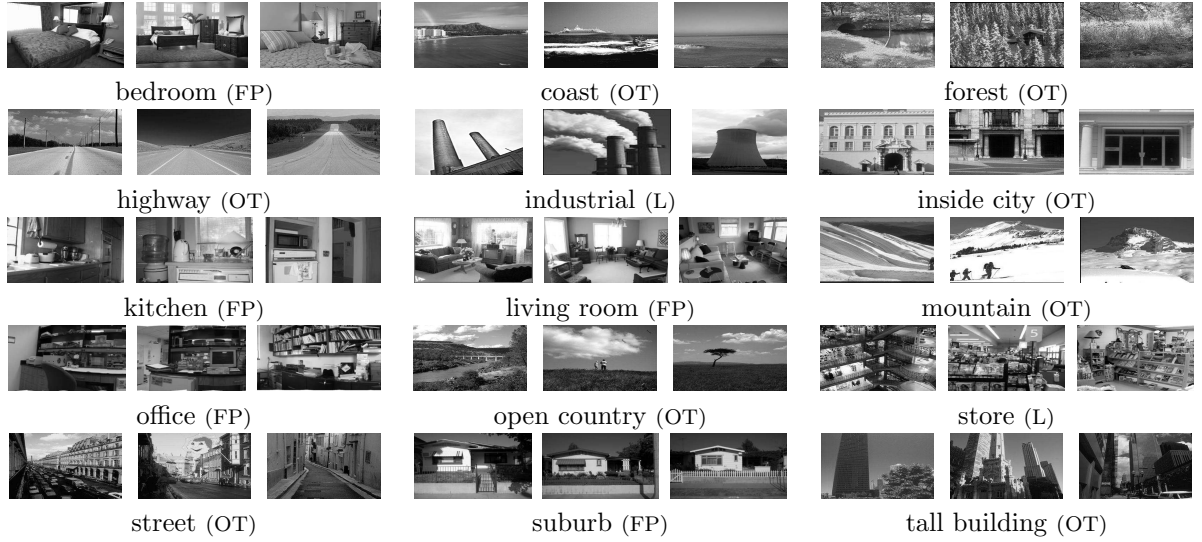 bedroom (FP)
coast (OT)
forest (OT)
highway (OT)
industrial (L)
inside city (OT)
kitchen (FP)
living room (FP)
mountain (OT)
office (FP)
open country (OT)
store (L)
street (OT)
suburb (FP)
tall building (OT)